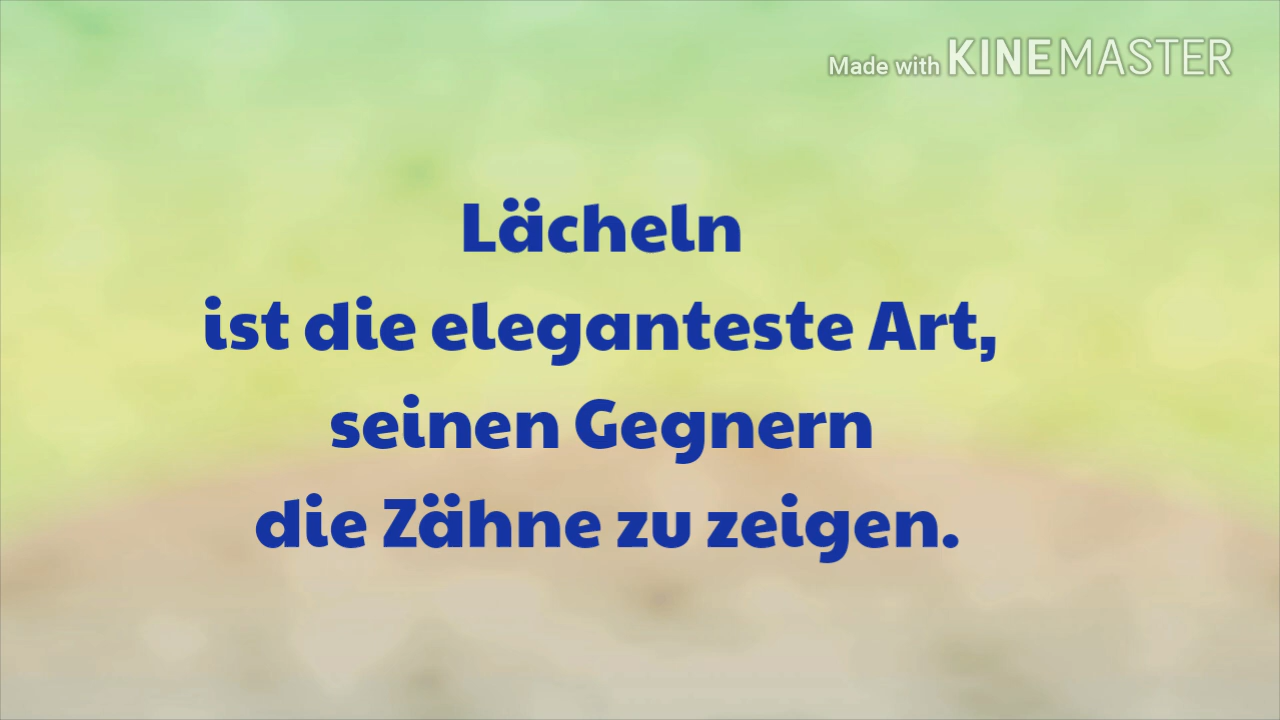 Made with KINEMASTER
Lächeln
ist die eleganteste Art,
seinen Gegnern
die Zähne zu zeigen.